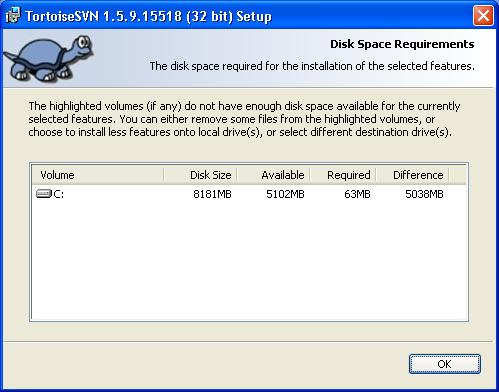 TortoiseSVN 1.5.9.15518 (32 bit) Setup
Disk Space Requirements
The disk space required for the installation of the selected features.
The highlighted volumes (if any) do not have enough disk space available for the currently
selected features. You can either remove some files from the highlighted volumes, or
choose to install less features onto local drive(s), or select different destination drive(s).
Volume Disk Size Available Required Difference
C: 8181MB 5102MB 63MB 5038MB
OK